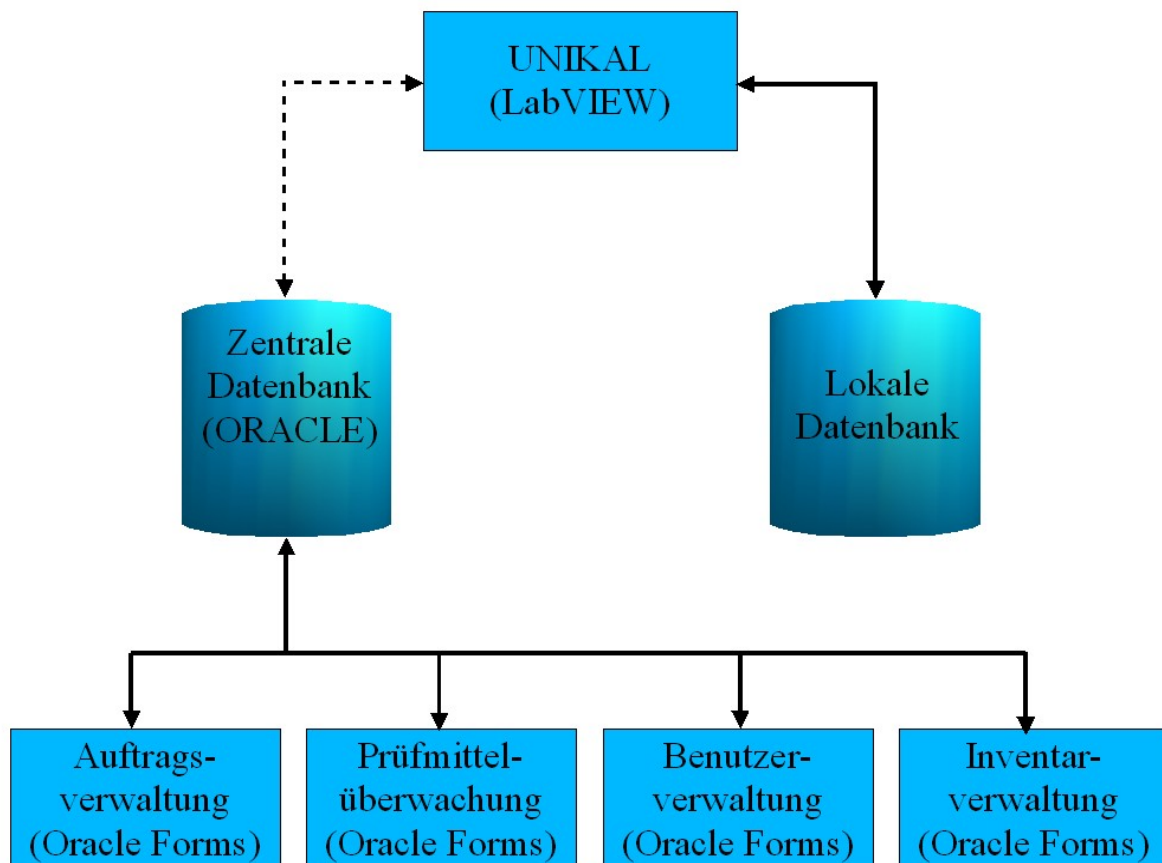 UNIKAL
(LabVIEW)
Zentrale
Datenbank
(ORACLE)
Lokale
Datenbank
Auftrags-
verwaltung
(Oracle Forms)
Prüfmittel-
überwachung
(Oracle Forms)
Benutzer-
verwaltung
(Oracle Forms)
Inventar-
verwaltung
(Oracle Forms)